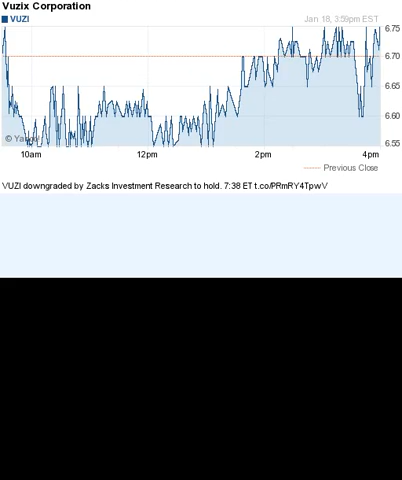 Vuzix Corporation
VUZI
Jan 18, 3:59pm EST
6.75
6.70
6.65
6.60
6.55
© Yahoo!
10am
12pm
2pm
4pm
Previous Close
VUZI downgraded by Zacks Investment Research to hold. 7:38 ET t.co/PRmRY4TpwV